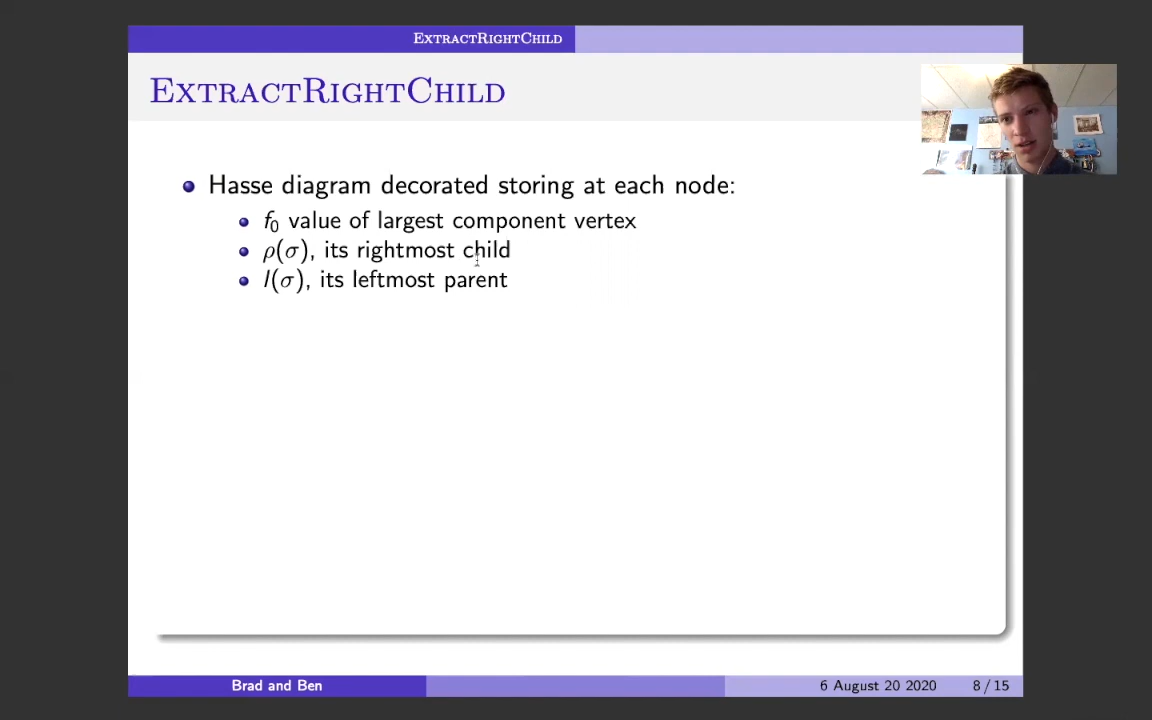 ExtractRightChild
ExtractRightChild
Hasse diagram decorated storing at each node:
f₀ value of largest component vertex
ρ(σ), its rightmost child
l(σ), its leftmost parent
Brad and Ben
6 August 20 2020
8 / 15